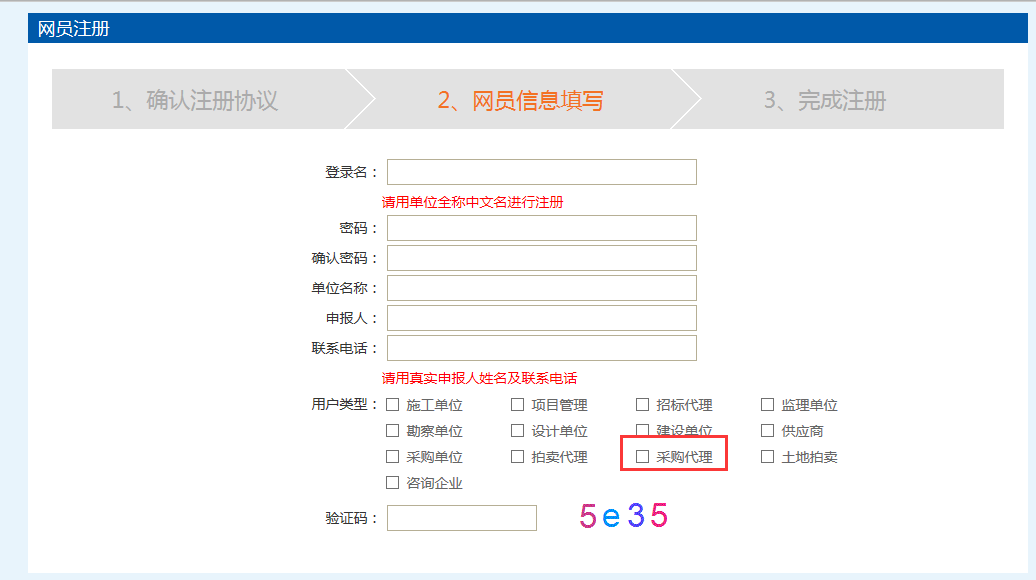 网员注册
1、确认注册协议 2、网员信息填写 3、完成注册
登录名：
请用单位全称中文名进行注册
密码：
确认密码：
单位名称：
申报人：
联系电话：
请用真实申报人姓名及联系电话
用户类型： 施工单位 项目管理 招标代理 监理单位
勘察单位 设计单位 建设单位 供应商
采购单位 拍卖代理 采购代理 土地拍卖
咨询企业
验证码： 5e35